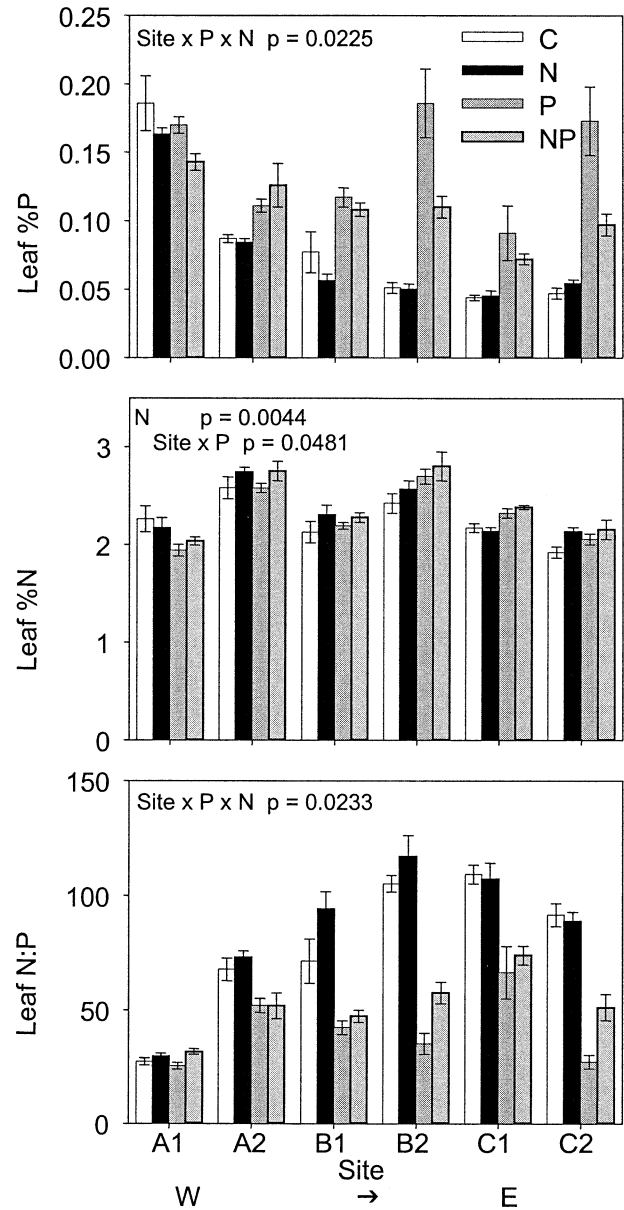 Site x P x N p = 0.0225
C
N
P
NP
Leaf %P
0.25
0.20
0.15
0.10
0.05
0.00
N p = 0.0044
Site x P p = 0.0481
Leaf %N
3
2
1
0
Site x P x N p = 0.0233
Leaf N:P
150
100
50
0
A1 A2 B1 B2 C1 C2
Site
W → E